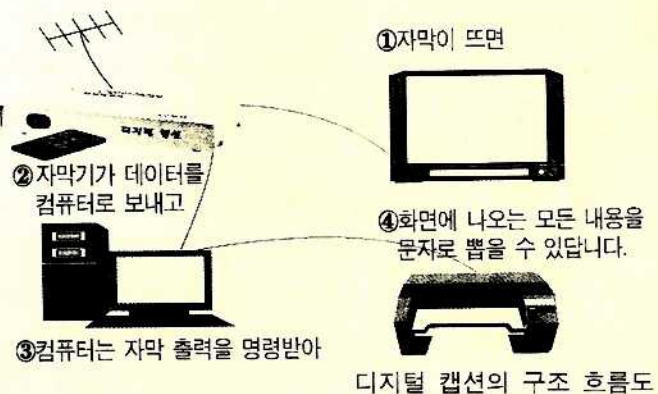 ①자막이 뜨면
②자막기가 데이터를
컴퓨터로 보내고
③컴퓨터는 자막 출력을 명령받아
④화면에 나오는 모든 내용을
문자로 뽑을 수 있답니다.
디지털 캡션의 구조 흐름도